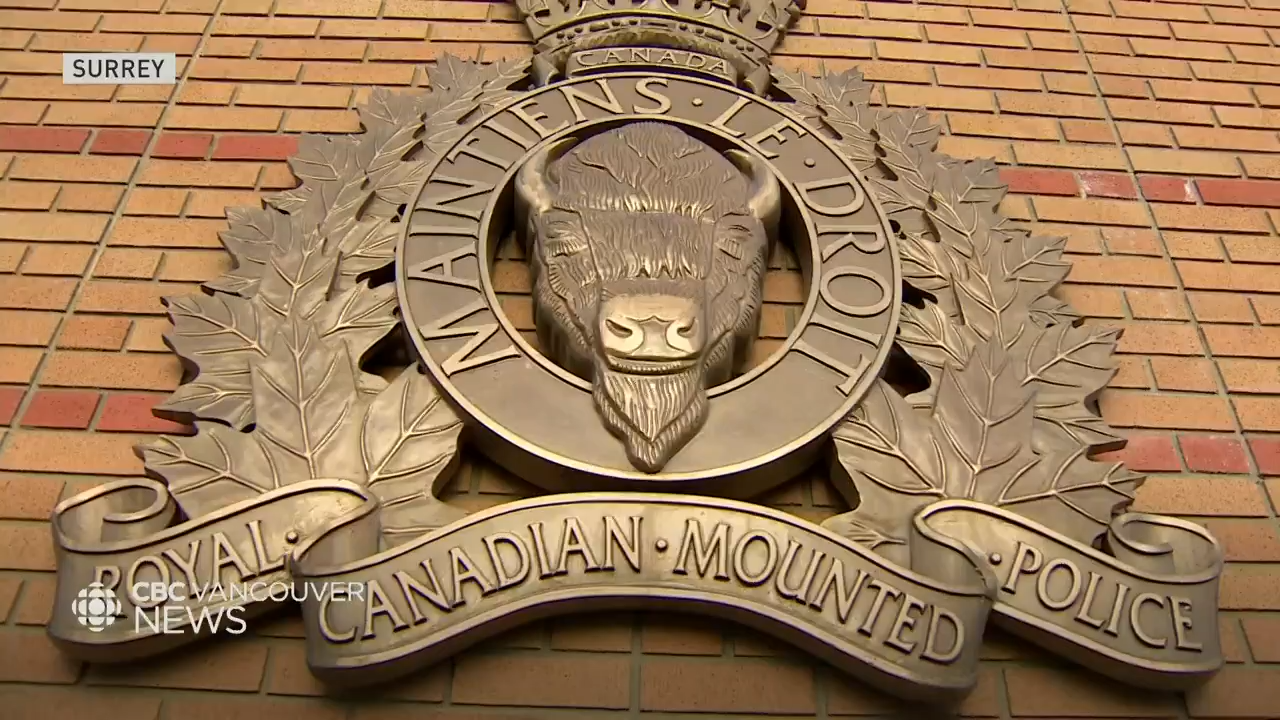 SURREY
CANADA
MAINTIENS · LE · DROIT
ROYAL · CANADIAN · MOUNTED · POLICE
CBC VANCOUVER
NEWS